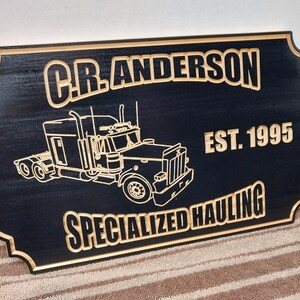 C.R. ANDERSON
EST. 1995
SPECIALIZED HAULING